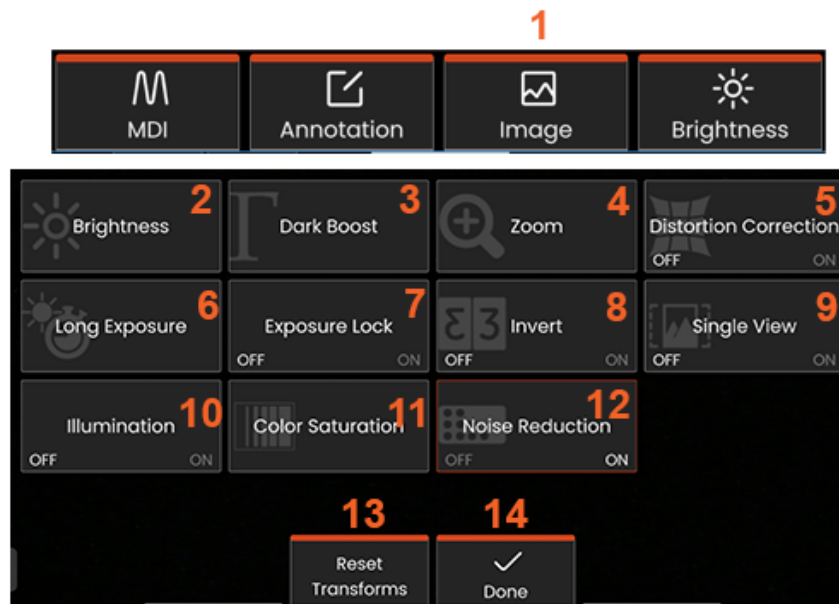 1
MDI
Annotation
Image
Brightness
2
Brightness
3
Dark Boost
4
Zoom
5
Distortion Correction
OFF ON
6
Long Exposure
7
Exposure Lock
OFF ON
8
Invert
OFF ON
9
Single View
OFF ON
10
Illumination
OFF ON
11
Color Saturation
12
Noise Reduction
OFF ON
13
Reset
Transforms
14
Done